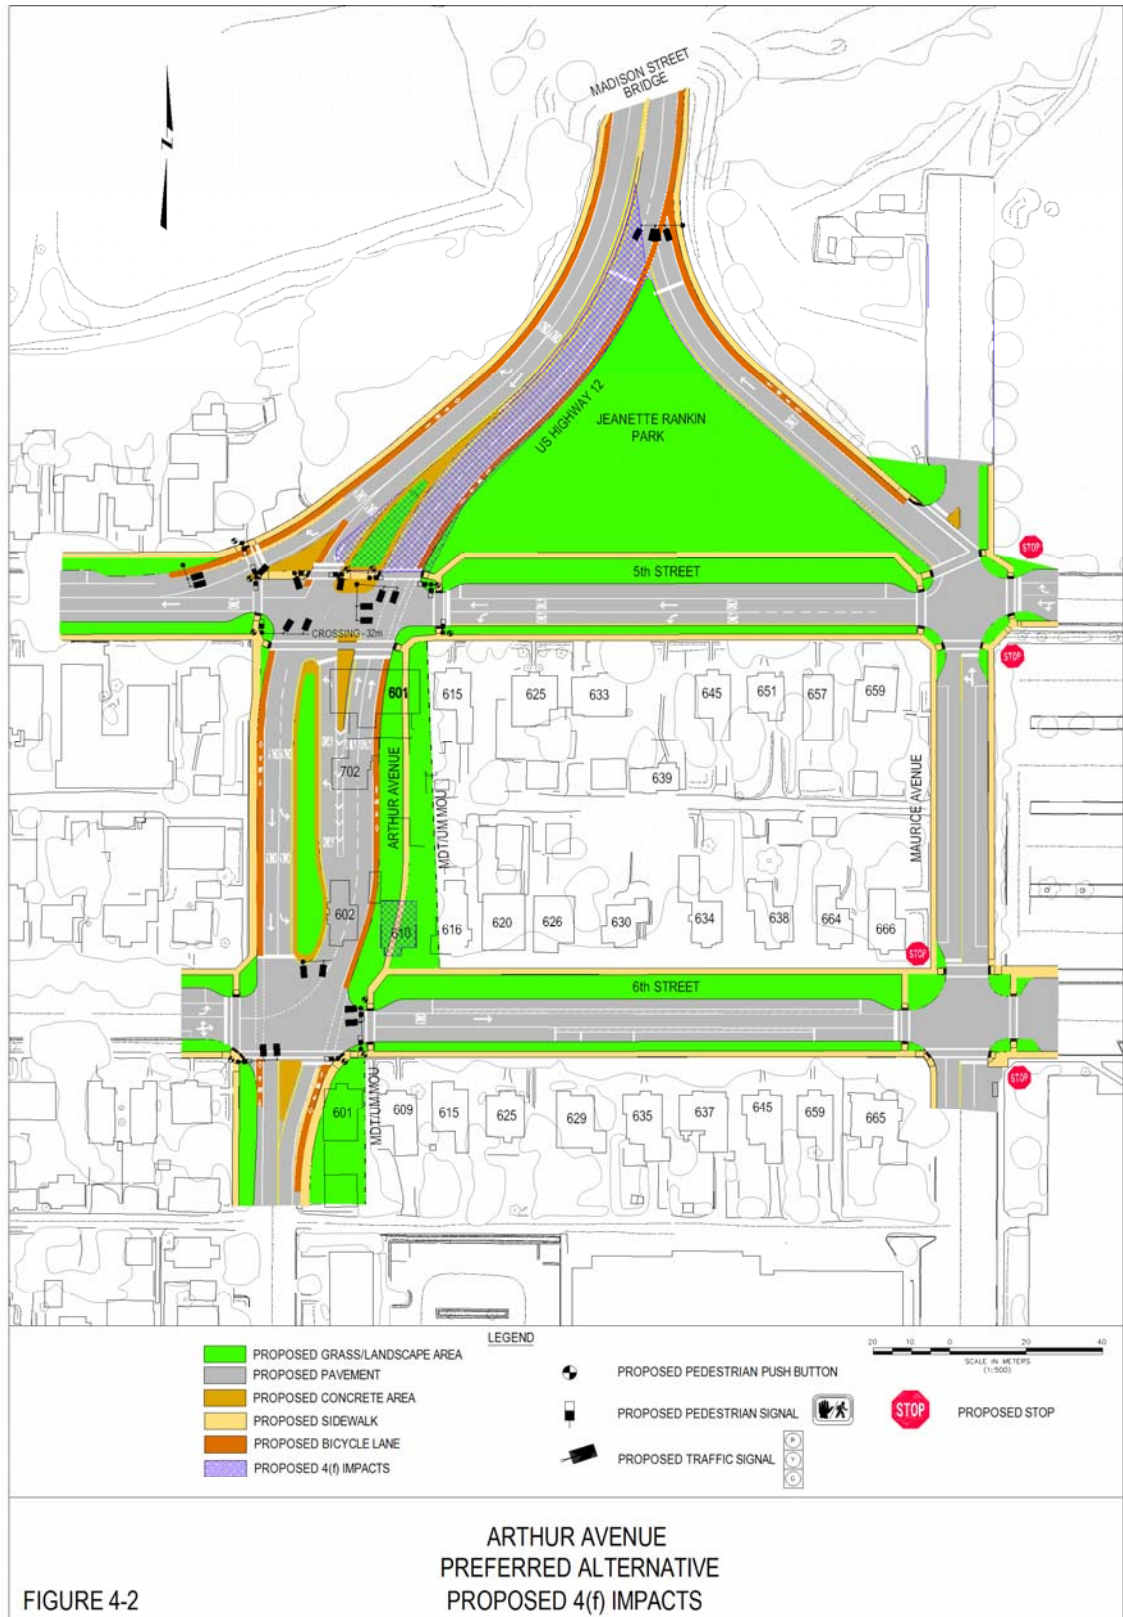 MADISON STREET
BRIDGE
N
US HIGHWAY 12
JEANETTE RANKIN
PARK
5th STREET
STOP
CROSSING - 32m
STOP
601
615
625
633
645
651
657
659
702
639
ARTHUR AVENUE
MDT/UM MOU
MAURICE AVENUE
602
610
616
620
626
630
634
638
664
666
STOP
6th STREET
601
MDT/UM MOU
609
615
625
629
635
637
645
659
665
STOP
LEGEND
PROPOSED GRASS/LANDSCAPE AREA
PROPOSED PAVEMENT
PROPOSED CONCRETE AREA
PROPOSED SIDEWALK
PROPOSED BICYCLE LANE
PROPOSED 4(f) IMPACTS
PROPOSED PEDESTRIAN PUSH BUTTON
PROPOSED PEDESTRIAN SIGNAL
PROPOSED TRAFFIC SIGNAL
R
Y
G
20 10 0 20 40
SCALE IN METERS
(1:500)
STOP
PROPOSED STOP
ARTHUR AVENUE
PREFERRED ALTERNATIVE
PROPOSED 4(f) IMPACTS
FIGURE 4-2